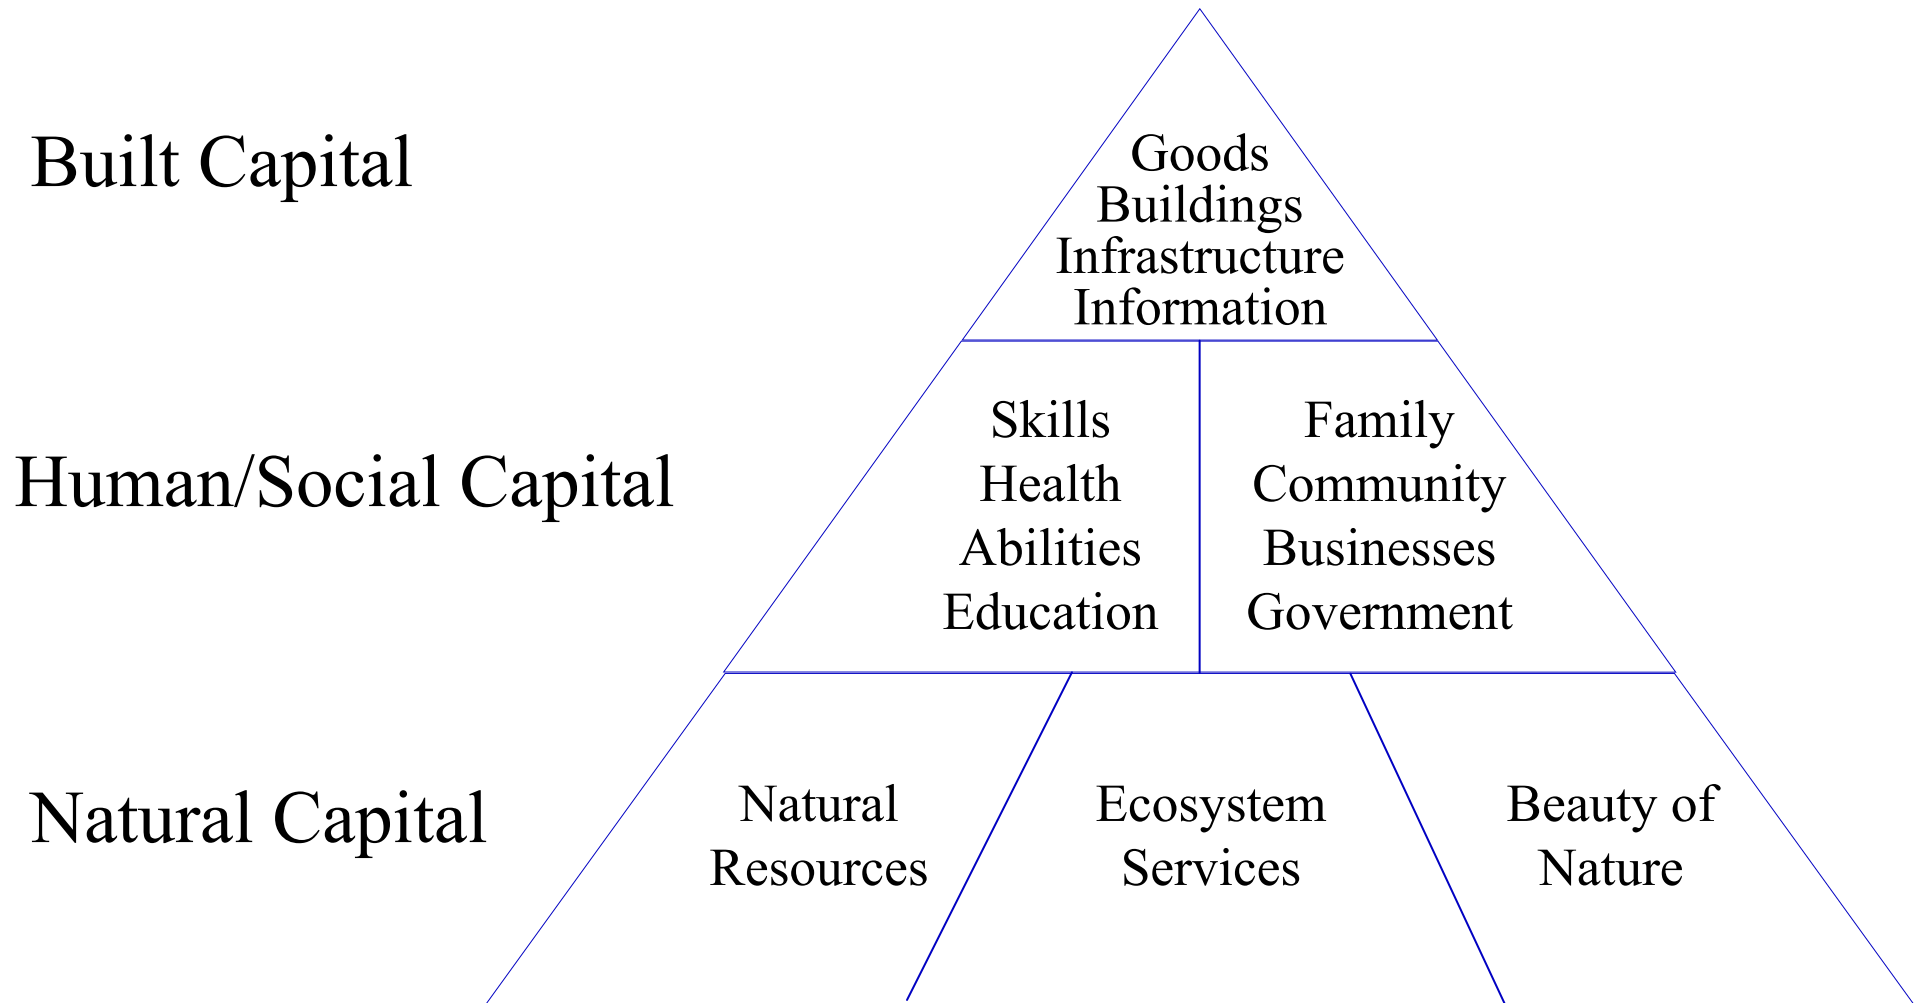 Built Capital
Goods
Buildings
Infrastructure
Information
Human/Social Capital
Skills
Health
Abilities
Education
Family
Community
Businesses
Government
Natural Capital
Natural
Resources
Ecosystem
Services
Beauty of
Nature